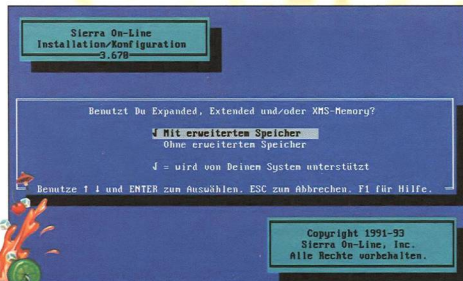 Sierra On-Line
Installation/Konfiguration
3.678
Benutzt Du Expanded, Extended und/oder XMS-Memory?
√ Mit erweitertem Speicher
Ohne erweitertem Speicher
√ = wird von Deinem System unterstützt
Benutze ↑ ↓ und ENTER zum Auswählen. ESC zum Abbrechen. F1 für Hilfe.
Copyright 1991-93
Sierra On-Line, Inc.
Alle Rechte vorbehalten.